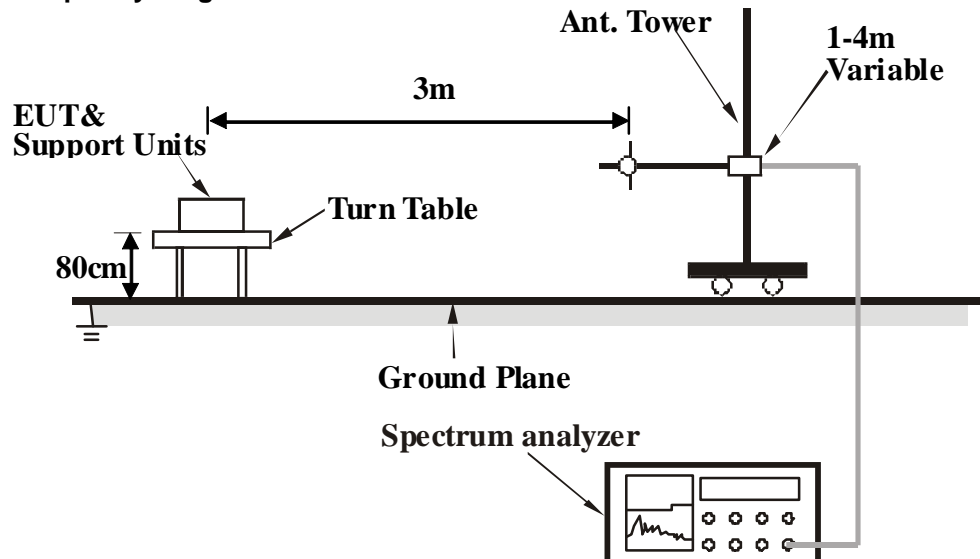 Ant. Tower
1-4m
Variable
3m
EUT&
Support Units
Turn Table
80cm
Ground Plane
Spectrum analyzer